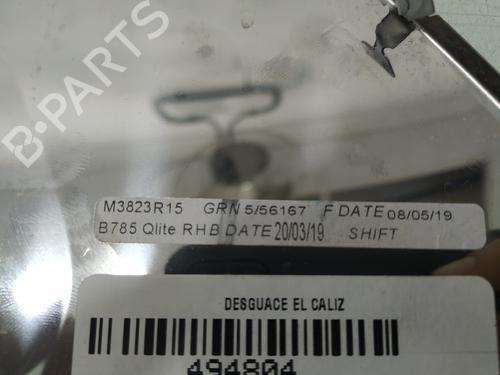 B-PARTS
M3823R15 GRN 5/56167 F DATE 08/05/19
B785 Qlite RH B DATE 20/03/19 SHIFT
DESGUACE EL CALIZ
494804